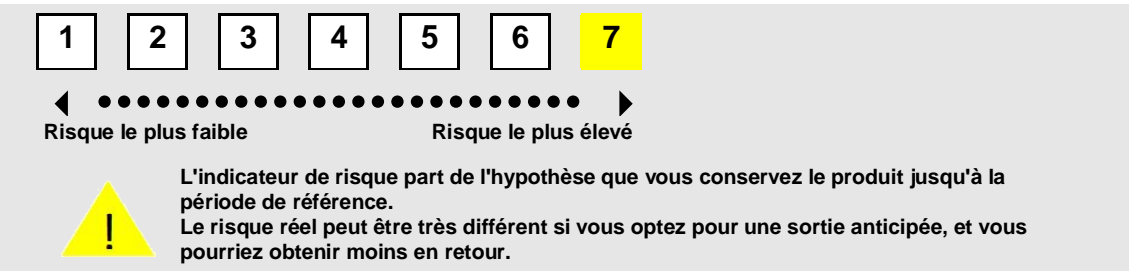 1 2 3 4 5 6 7
Risque le plus faible Risque le plus élevé
L'indicateur de risque part de l'hypothèse que vous conservez le produit jusqu'à la
période de référence.
Le risque réel peut être très différent si vous optez pour une sortie anticipée, et vous
pourriez obtenir moins en retour.
!